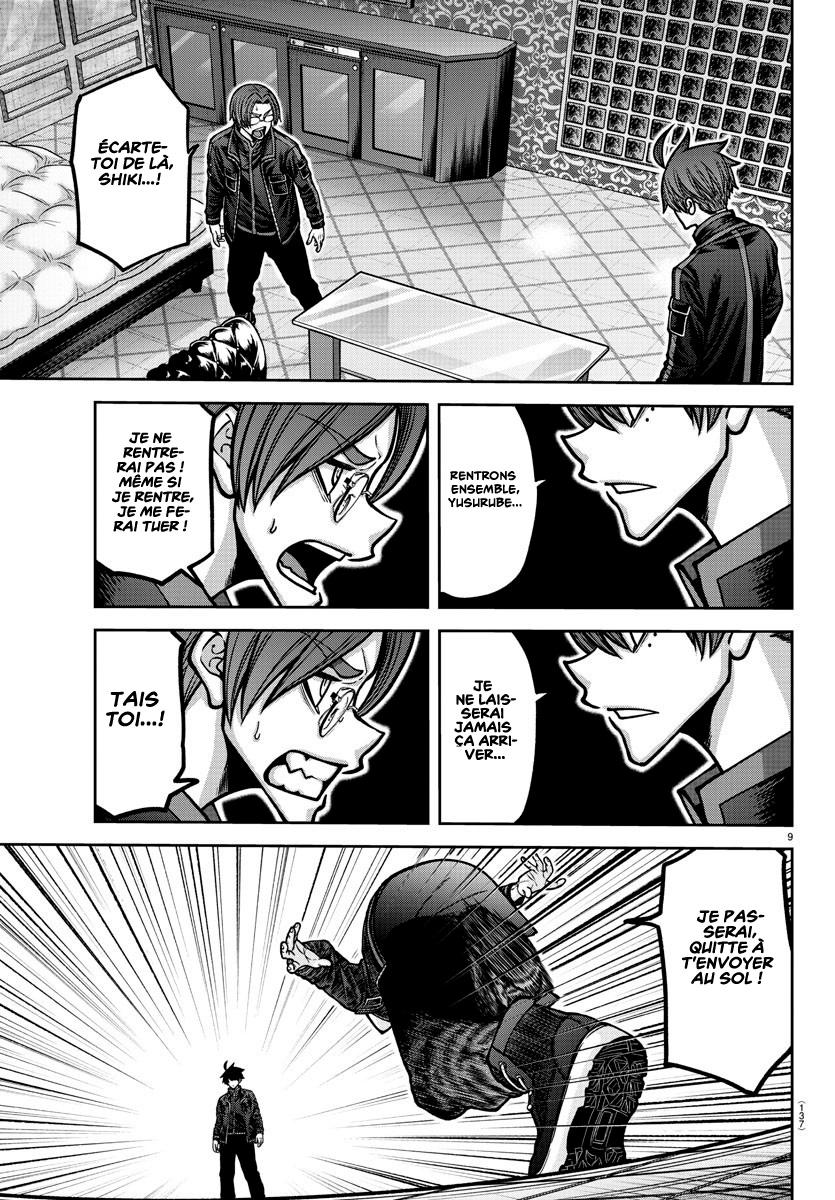 ÉCARTE-
TOI DE LÀ,
SHIKI...!
RENTRONS
ENSEMBLE,
YUSURUBE...
JE NE
RENTRE-
RAI PAS !
MÊME SI
JE RENTRE,
JE ME FE-
RAI TUER !
JE
NE LAIS-
SERAI
JAMAIS
ÇA ARRI-
VER...
TAIS
TOI...!
9
JE PAS-
SERAI,
QUITTE À
T'ENVOYER
AU SOL !
(137)